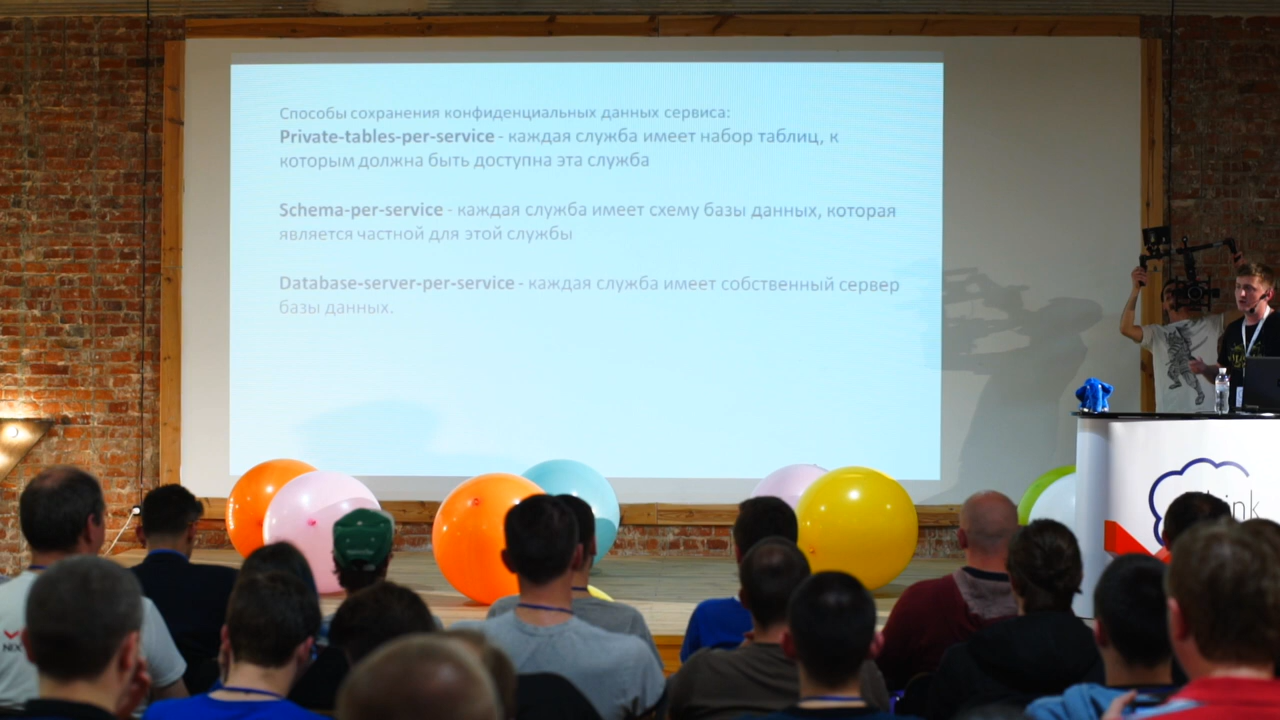 Способы сохранения конфиденциальных данных сервиса:
Private-tables-per-service - каждая служба имеет набор таблиц, к
которым должна быть доступна эта служба
Schema-per-service - каждая служба имеет схему базы данных, которая
является частной для этой службы
Database-server-per-service - каждая служба имеет собственный сервер
базы данных.
NIX